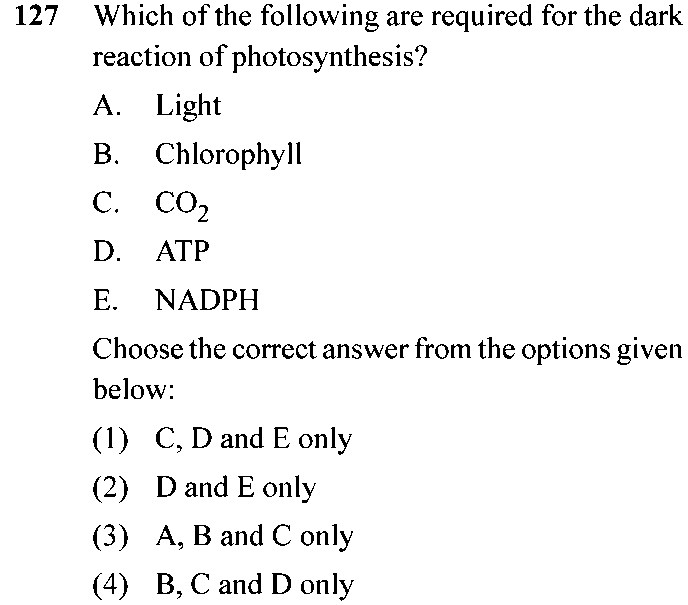 127 Which of the following are required for the dark
reaction of photosynthesis?
A. Light
B. Chlorophyll
C. CO₂
D. ATP
E. NADPH
Choose the correct answer from the options given
below:
(1) C, D and E only
(2) D and E only
(3) A, B and C only
(4) B, C and D only